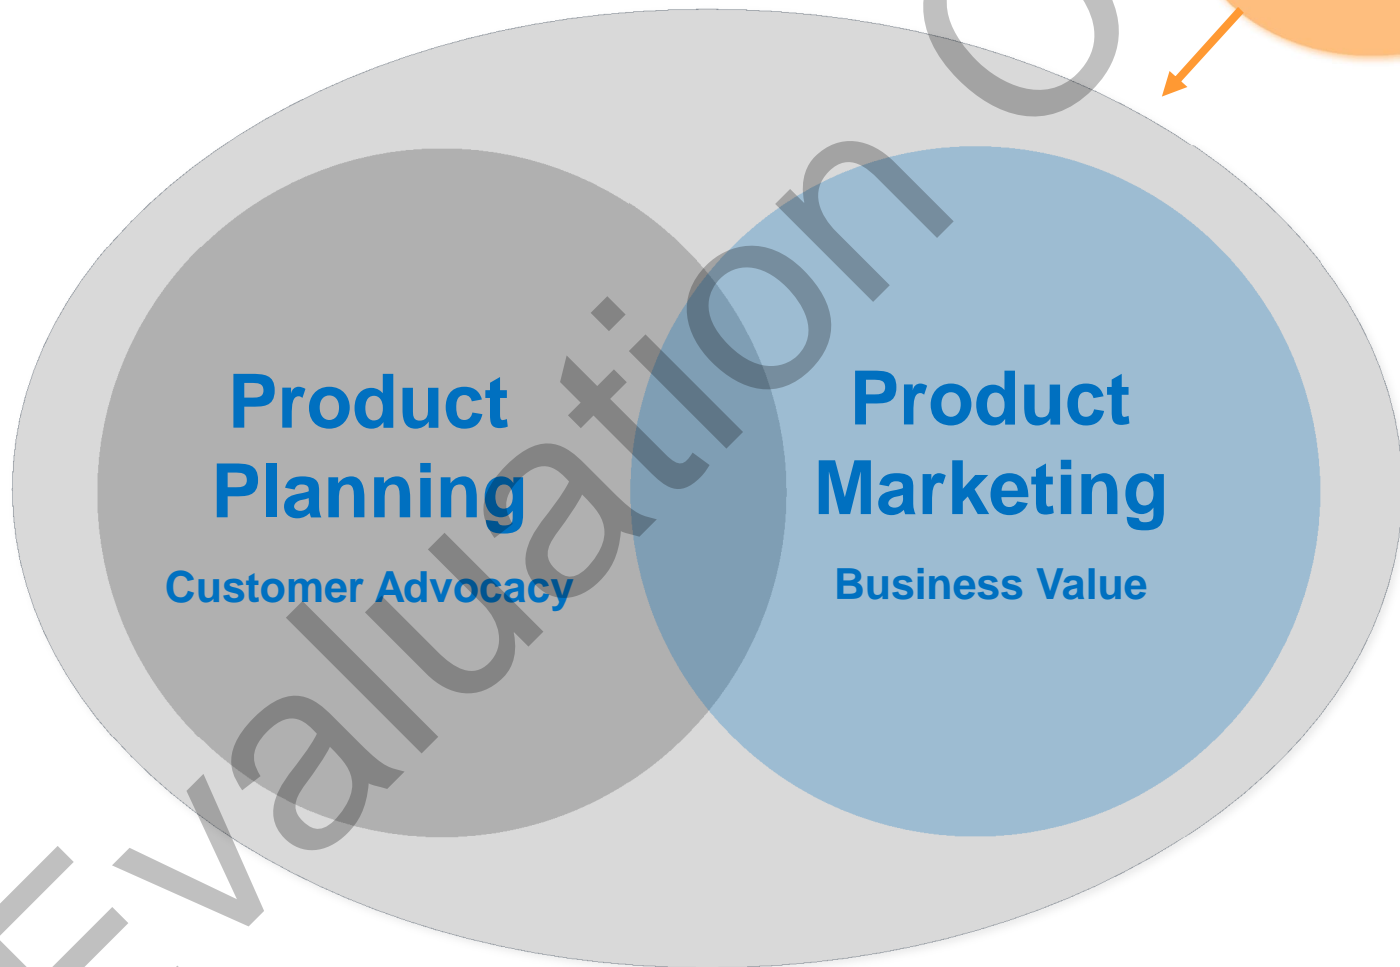 Product
Planning
Customer Advocacy
Product
Marketing
Business Value
Evaluation O